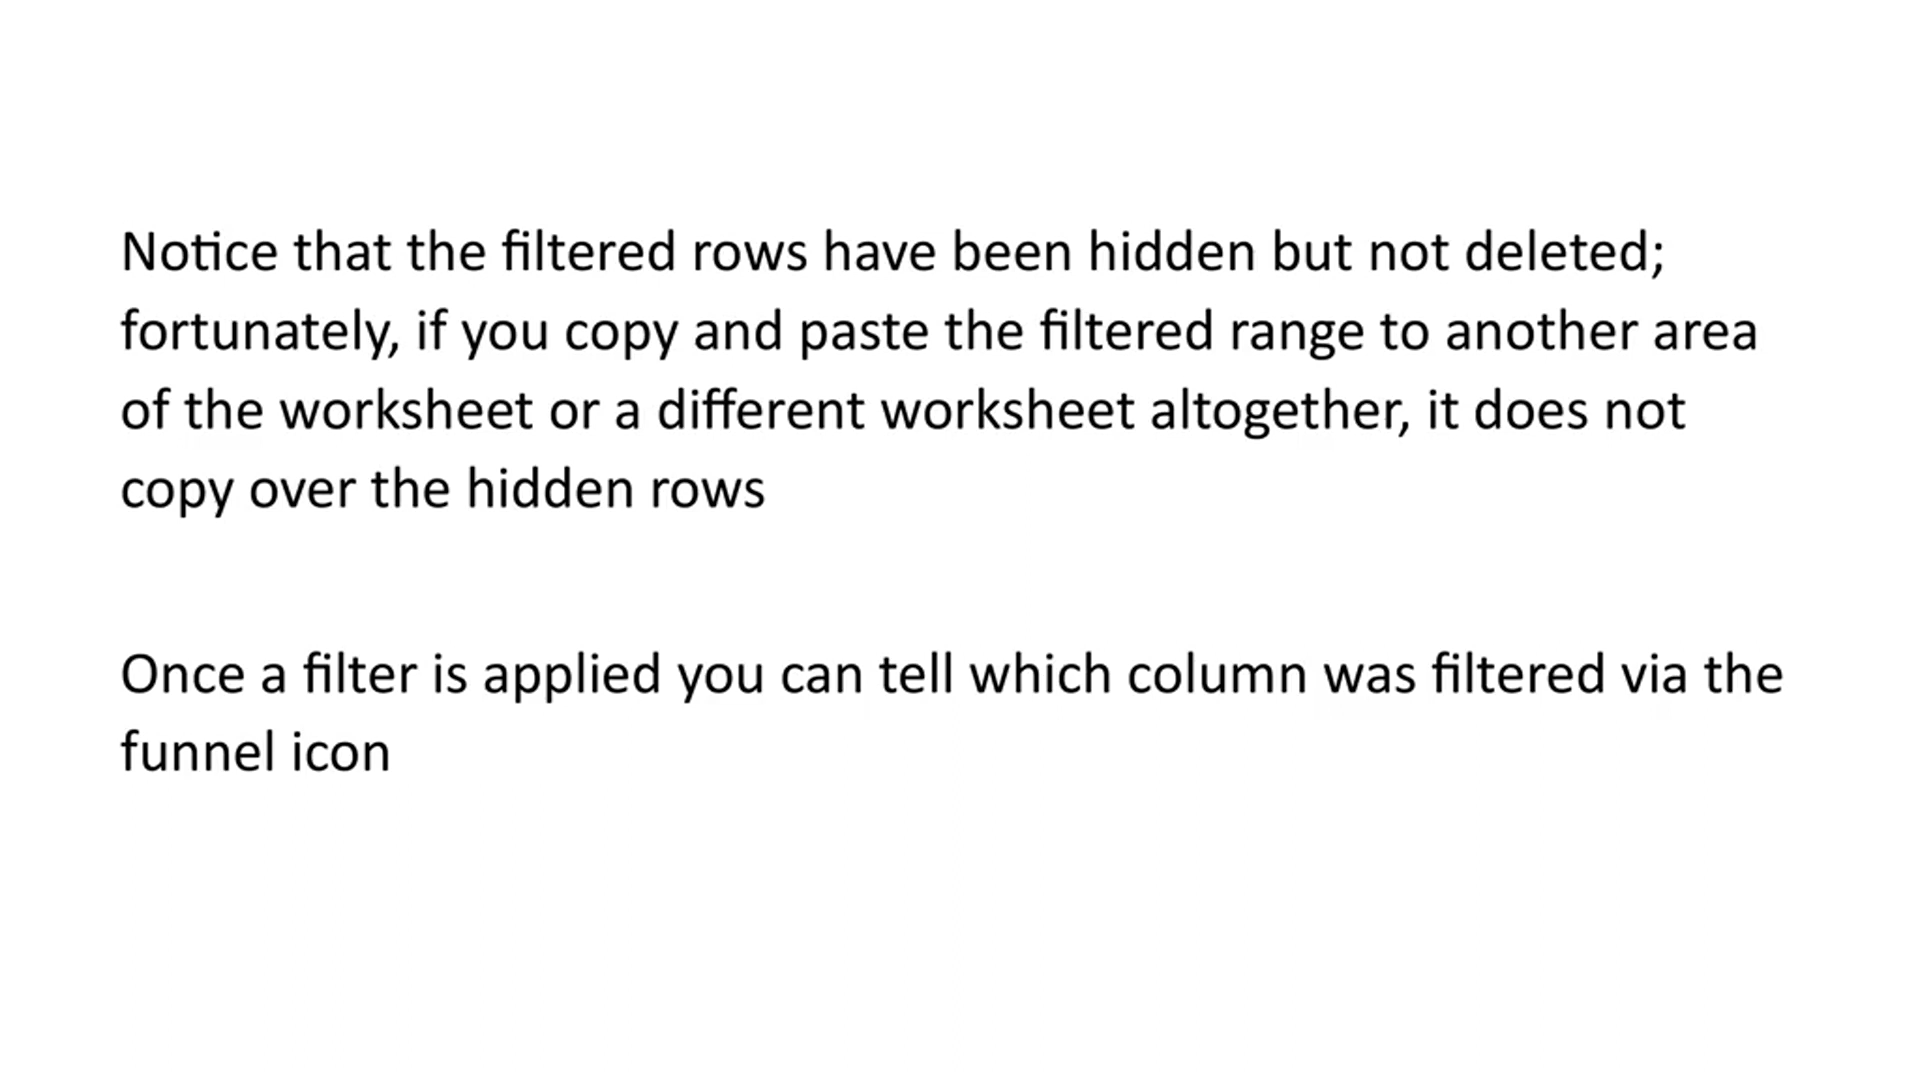 Notice that the filtered rows have been hidden but not deleted;
fortunately, if you copy and paste the filtered range to another area
of the worksheet or a different worksheet altogether, it does not
copy over the hidden rows
Once a filter is applied you can tell which column was filtered via the
funnel icon